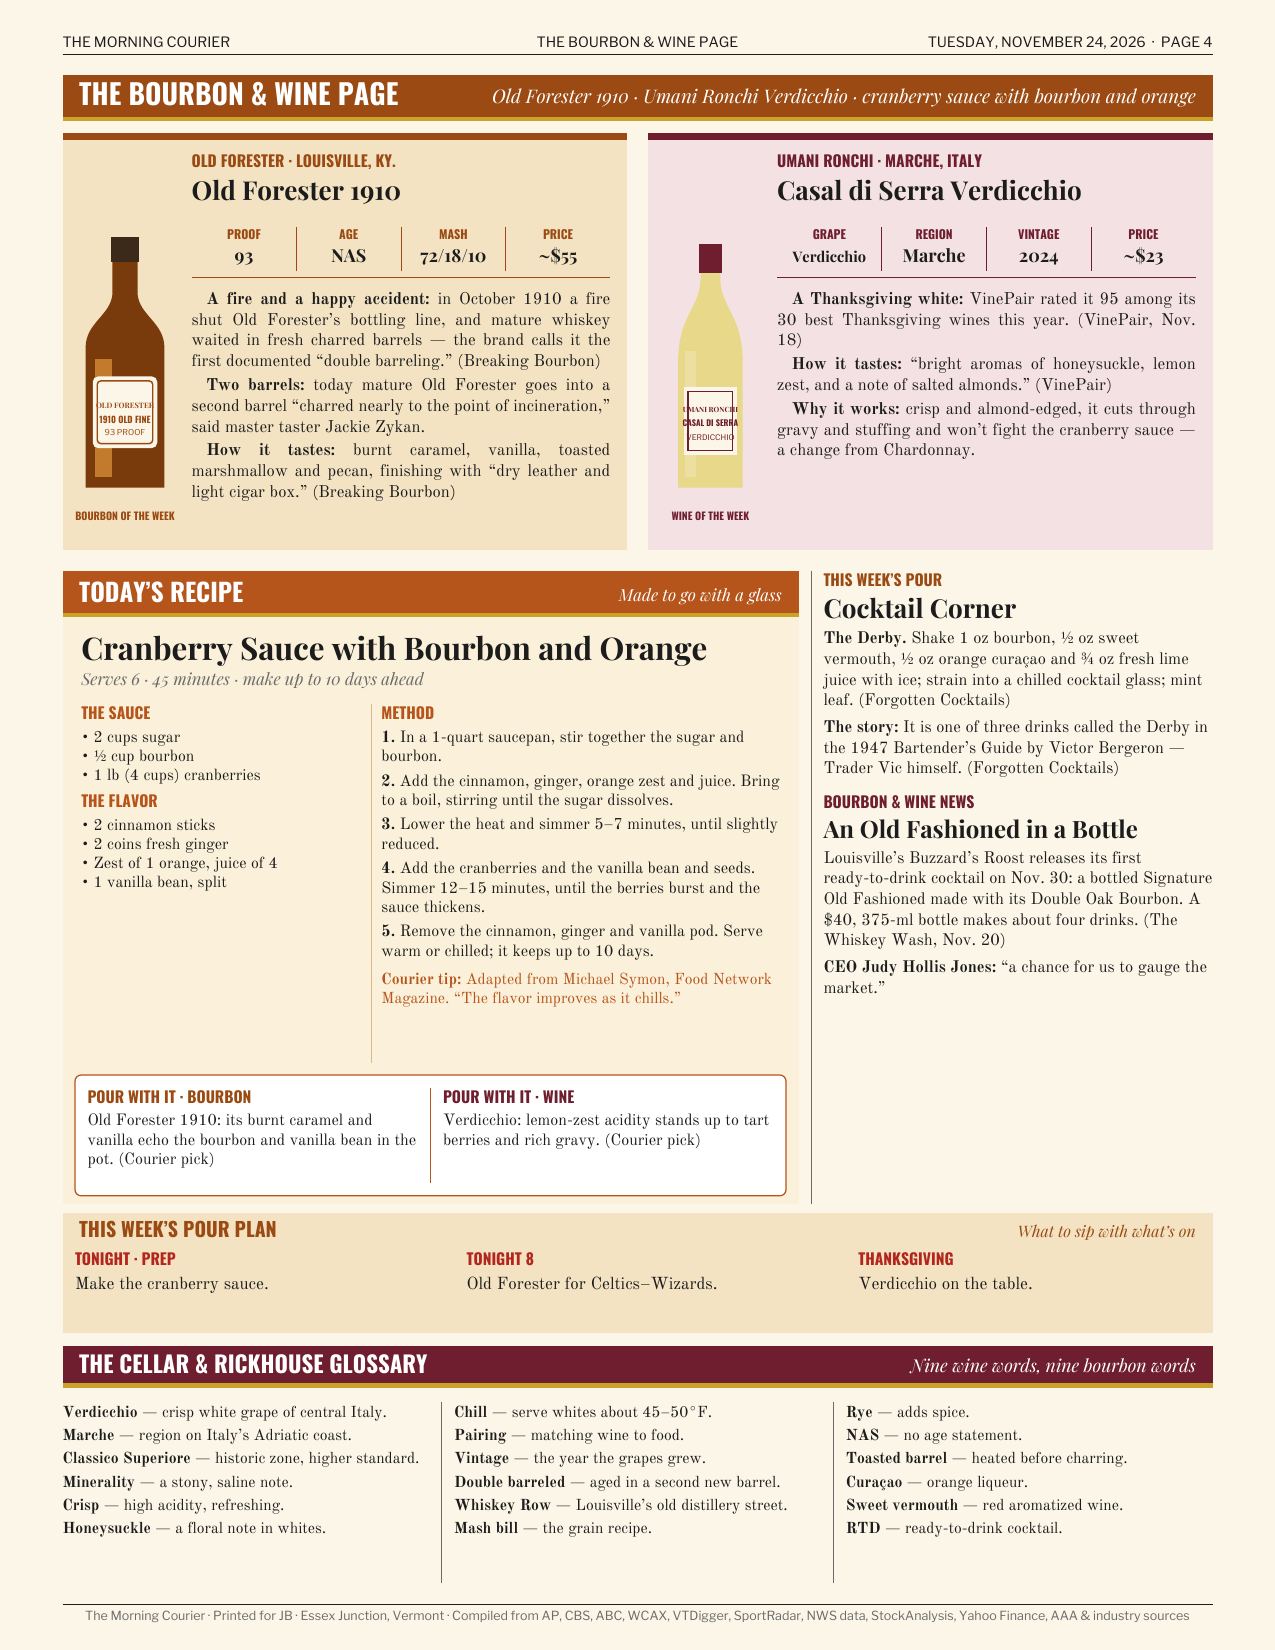 THE MORNING COURIER
THE BOURBON & WINE PAGE
TUESDAY, NOVEMBER 24, 2026 · PAGE 4
THE BOURBON & WINE PAGE
Old Forester 1910 · Umani Ronchi Verdicchio · cranberry sauce with bourbon and orange
OLD FORESTER · LOUISVILLE, KY.
Old Forester 1910
PROOF
93
AGE
NAS
MASH
72/18/10
PRICE
~$55
A fire and a happy accident: in October 1910 a fire
shut Old Forester’s bottling line, and mature whiskey
waited in fresh charred barrels — the brand calls it the
first documented “double barreling.” (Breaking Bourbon)
Two barrels: today mature Old Forester goes into a
second barrel “charred nearly to the point of incineration,”
said master taster Jackie Zykan.
How it tastes: burnt caramel, vanilla, toasted
marshmallow and pecan, finishing with “dry leather and
light cigar box.” (Breaking Bourbon)
OLD FORESTER
1910 OLD FINE
93 PROOF
BOURBON OF THE WEEK
UMANI RONCHI · MARCHE, ITALY
Casal di Serra Verdicchio
GRAPE
Verdicchio
REGION
Marche
VINTAGE
2024
PRICE
~$23
A Thanksgiving white: VinePair rated it 95 among its
30 best Thanksgiving wines this year. (VinePair, Nov.
18)
How it tastes: “bright aromas of honeysuckle, lemon
zest, and a note of salted almonds.” (VinePair)
Why it works: crisp and almond-edged, it cuts through
gravy and stuffing and won’t fight the cranberry sauce —
a change from Chardonnay.
UMANI RONCHI
CASAL DI SERRA
VERDICCHIO
WINE OF THE WEEK
TODAY’S RECIPE
Made to go with a glass
Cranberry Sauce with Bourbon and Orange
Serves 6 · 45 minutes · make up to 10 days ahead
THE SAUCE
• 2 cups sugar
• ½ cup bourbon
• 1 lb (4 cups) cranberries
THE FLAVOR
• 2 cinnamon sticks
• 2 coins fresh ginger
• Zest of 1 orange, juice of 4
• 1 vanilla bean, split
METHOD
1. In a 1-quart saucepan, stir together the sugar and
bourbon.
2. Add the cinnamon, ginger, orange zest and juice. Bring
to a boil, stirring until the sugar dissolves.
3. Lower the heat and simmer 5–7 minutes, until slightly
reduced.
4. Add the cranberries and the vanilla bean and seeds.
Simmer 12–15 minutes, until the berries burst and the
sauce thickens.
5. Remove the cinnamon, ginger and vanilla pod. Serve
warm or chilled; it keeps up to 10 days.
Courier tip: Adapted from Michael Symon, Food Network
Magazine. “The flavor improves as it chills.”
POUR WITH IT · BOURBON
Old Forester 1910: its burnt caramel and
vanilla echo the bourbon and vanilla bean in the
pot. (Courier pick)
POUR WITH IT · WINE
Verdicchio: lemon-zest acidity stands up to tart
berries and rich gravy. (Courier pick)
THIS WEEK’S POUR
Cocktail Corner
The Derby. Shake 1 oz bourbon, ½ oz sweet
vermouth, ½ oz orange curaçao and ¾ oz fresh lime
juice with ice; strain into a chilled cocktail glass; mint
leaf. (Forgotten Cocktails)
The story: It is one of three drinks called the Derby in
the 1947 Bartender’s Guide by Victor Bergeron —
Trader Vic himself. (Forgotten Cocktails)
BOURBON & WINE NEWS
An Old Fashioned in a Bottle
Louisville’s Buzzard’s Roost releases its first
ready-to-drink cocktail on Nov. 30: a bottled Signature
Old Fashioned made with its Double Oak Bourbon. A
$40, 375-ml bottle makes about four drinks. (The
Whiskey Wash, Nov. 20)
CEO Judy Hollis Jones: “a chance for us to gauge the
market.”
THIS WEEK’S POUR PLAN
What to sip with what’s on
TONIGHT · PREP
Make the cranberry sauce.
TONIGHT 8
Old Forester for Celtics–Wizards.
THANKSGIVING
Verdicchio on the table.
THE CELLAR & RICKHOUSE GLOSSARY
Nine wine words, nine bourbon words
Verdicchio — crisp white grape of central Italy.
Marche — region on Italy’s Adriatic coast.
Classico Superiore — historic zone, higher standard.
Minerality — a stony, saline note.
Crisp — high acidity, refreshing.
Honeysuckle — a floral note in whites.
Chill — serve whites about 45–50°F.
Pairing — matching wine to food.
Vintage — the year the grapes grew.
Double barreled — aged in a second new barrel.
Whiskey Row — Louisville’s old distillery street.
Mash bill — the grain recipe.
Rye — adds spice.
NAS — no age statement.
Toasted barrel — heated before charring.
Curaçao — orange liqueur.
Sweet vermouth — red aromatized wine.
RTD — ready-to-drink cocktail.
The Morning Courier · Printed for JB · Essex Junction, Vermont · Compiled from AP, CBS, ABC, WCAX, VTDigger, SportRadar, NWS data, StockAnalysis, Yahoo Finance, AAA & industry sources